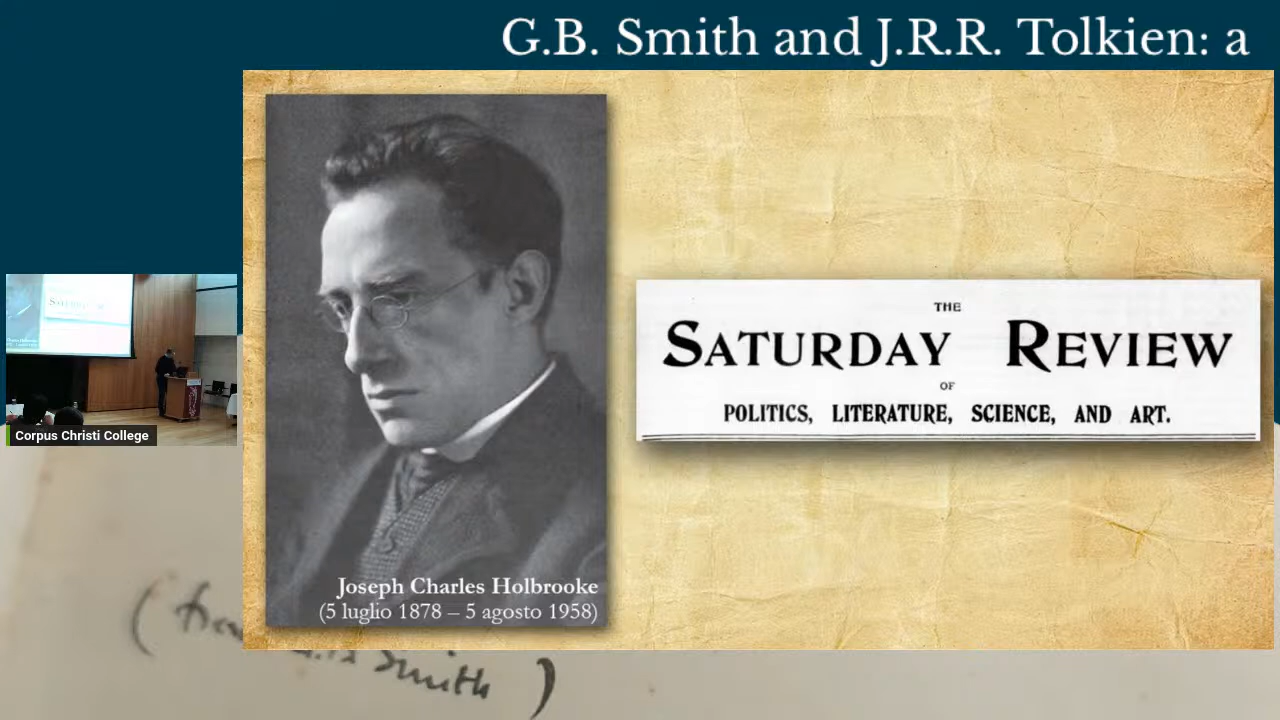 G.B. Smith and J.R.R. Tolkien: a
THE
SATURDAY REVIEW
OF
POLITICS, LITERATURE, SCIENCE, AND ART.
Corpus Christi College
Joseph Charles Holbrooke
(5 luglio 1878 – 5 agosto 1958)
Smith)